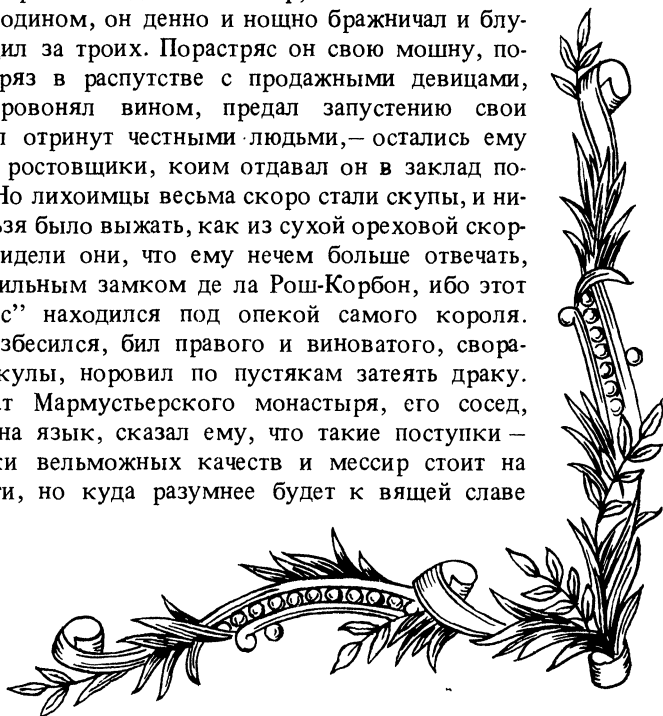 одином, он денно и нощно бражничал и блу-
ил за троих. Порастряс он свою мошну, по-
ряз в распутстве с продажными девицами,
ровонял вином, предал запустению свои
л отринут честными людьми,– остались ему
ростовщики, коим отдавал он в заклад по-
Но лихоимцы весьма скоро стали скупы, и ни-
ьзя было выжать, как из сухой ореховой скор-
идели они, что ему нечем больше отвечать,
ильным замком де ла Рош-Корбон, ибо этот
с” находился под опекой самого короля.
збесился, бил правого и виноватого, свора-
кулы, норовил по пустякам затеять драку.
ат Мармустьерского монастыря, его сосед,
на язык, сказал ему, что такие поступки –
ки вельможных качеств и мессир стоит на
ти, но куда разумнее будет к вящей славе